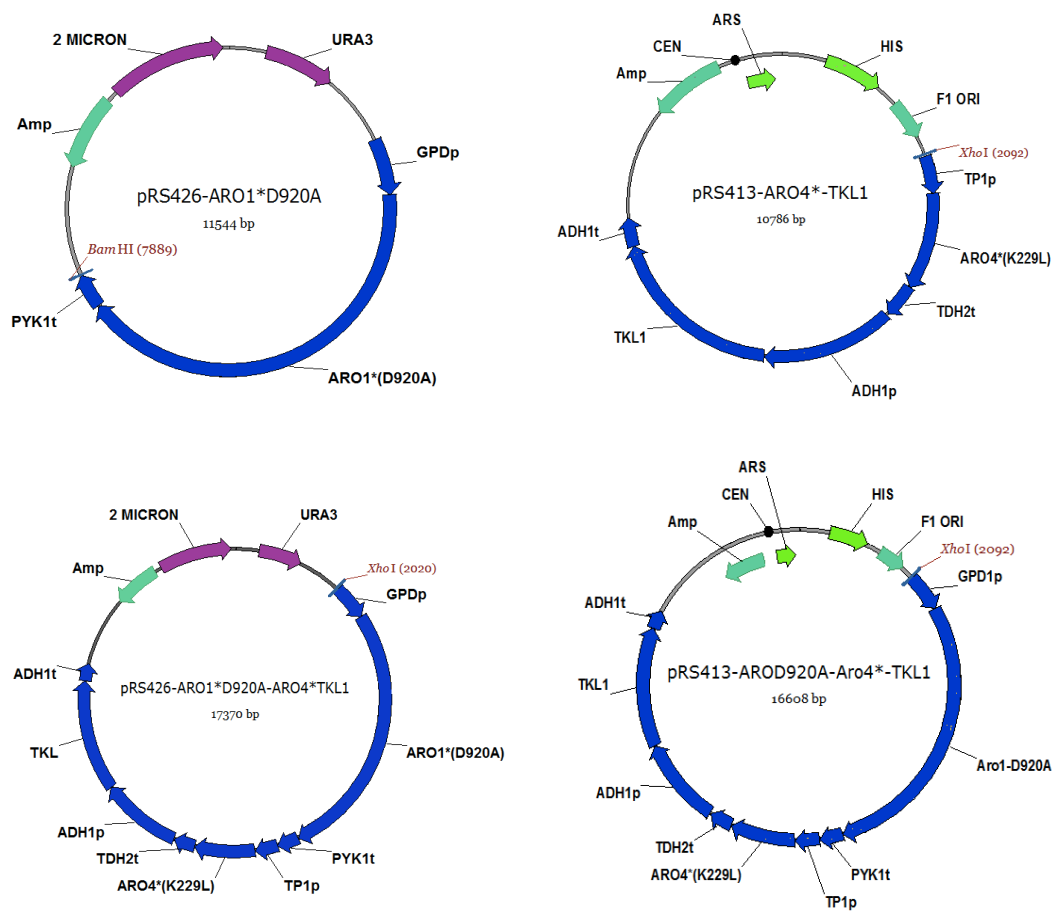 2 MICRON
URA3
Amp
GPDp
pRS426-ARO1*D920A
11544 bp
BamHI (7889)
PYK1t
ARO1*(D920A)
ARS
CEN
HIS
Amp
F1 ORI
XhoI (2092)
TP1p
pRS413-ARO4*-TKL1
10786 bp
ADH1t
ARO4*(K229L)
TDH2t
TKL1
ADH1p
2 MICRON
URA3
Amp
XhoI (2020)
GPDp
ADH1t
pRS426-ARO1*D920A-ARO4*TKL1
17370 bp
TKL
ARO1*(D920A)
ADH1p
TDH2t
PYK1t
ARO4*(K229L)
TP1p
ARS
CEN
HIS
Amp
F1 ORI
XhoI (2092)
GPD1p
ADH1t
pRS413-AROD920A-Aro4*-TKL1
16608 bp
TKL1
Aro1-D920A
ADH1p
TDH2t
PYK1t
ARO4*(K229L)
TP1p